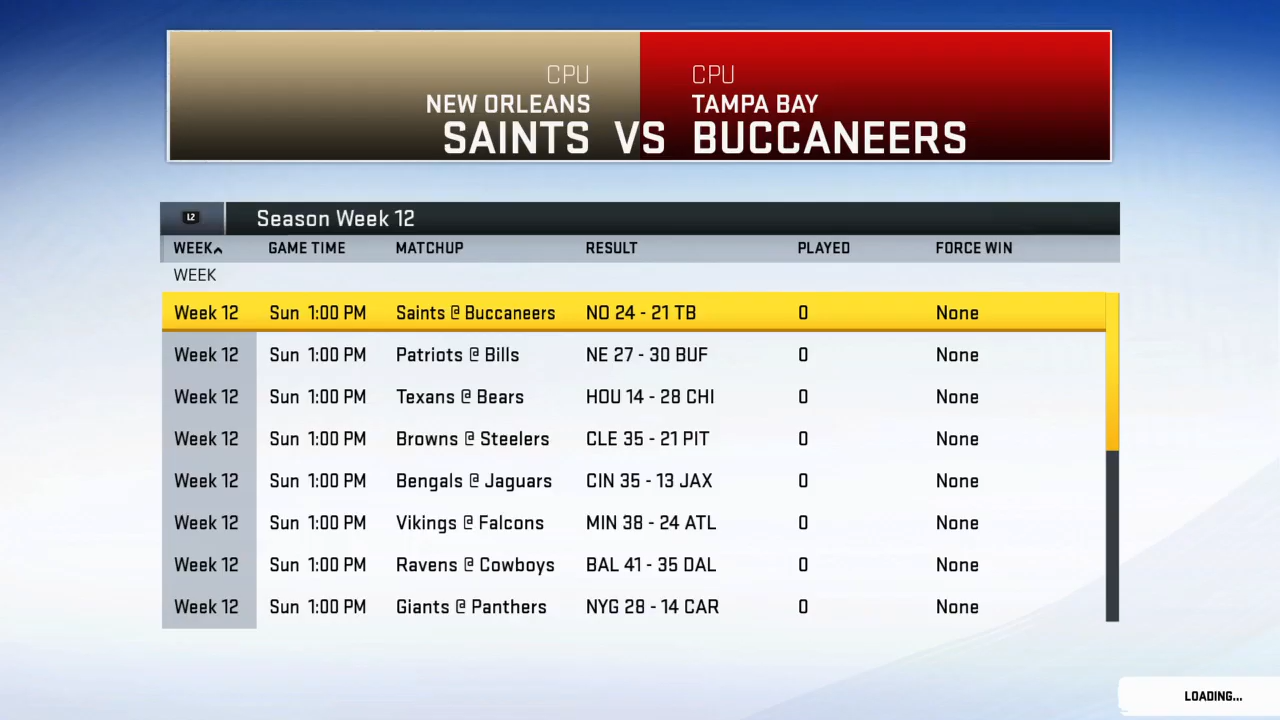 CPU CPU
NEW ORLEANS TAMPA BAY
SAINTS VS BUCCANEERS
L2 Season Week 12
WEEK GAME TIME MATCHUP RESULT PLAYED FORCE WIN
WEEK
Week 12 Sun 1:00 PM Saints @ Buccaneers NO 24 - 21 TB 0 None
Week 12 Sun 1:00 PM Patriots @ Bills NE 27 - 30 BUF 0 None
Week 12 Sun 1:00 PM Texans @ Bears HOU 14 - 28 CHI 0 None
Week 12 Sun 1:00 PM Browns @ Steelers CLE 35 - 21 PIT 0 None
Week 12 Sun 1:00 PM Bengals @ Jaguars CIN 35 - 13 JAX 0 None
Week 12 Sun 1:00 PM Vikings @ Falcons MIN 38 - 24 ATL 0 None
Week 12 Sun 1:00 PM Ravens @ Cowboys BAL 41 - 35 DAL 0 None
Week 12 Sun 1:00 PM Giants @ Panthers NYG 28 - 14 CAR 0 None
LOADING...